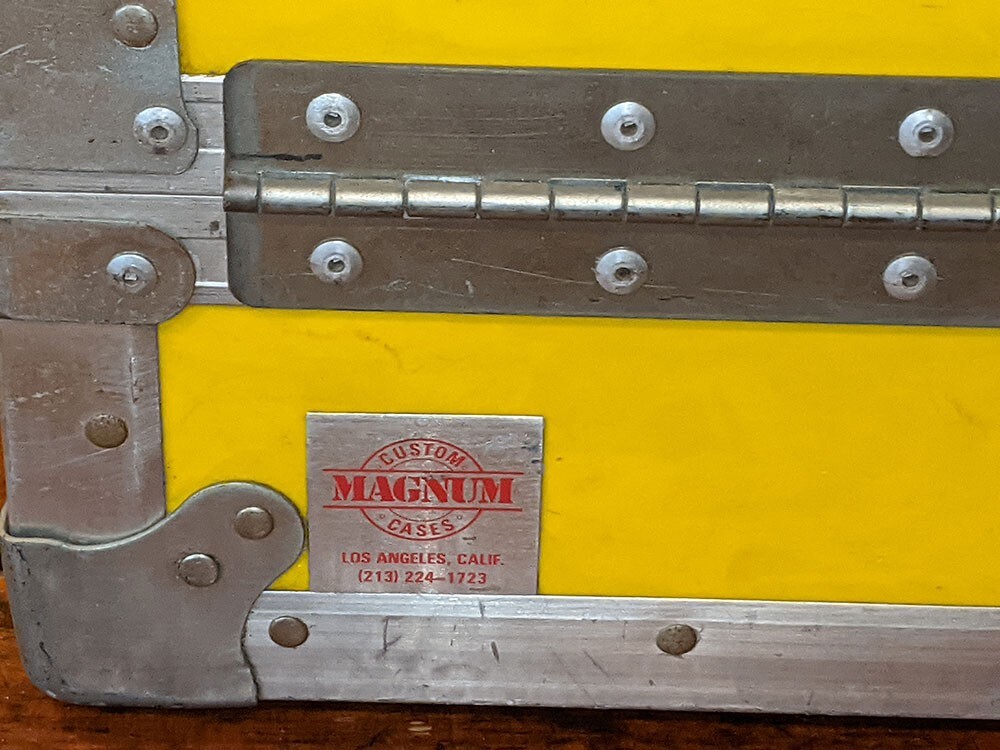 CUSTOM
MAGNUM
CASES
LOS ANGELES, CALIF.
(213) 224-1723